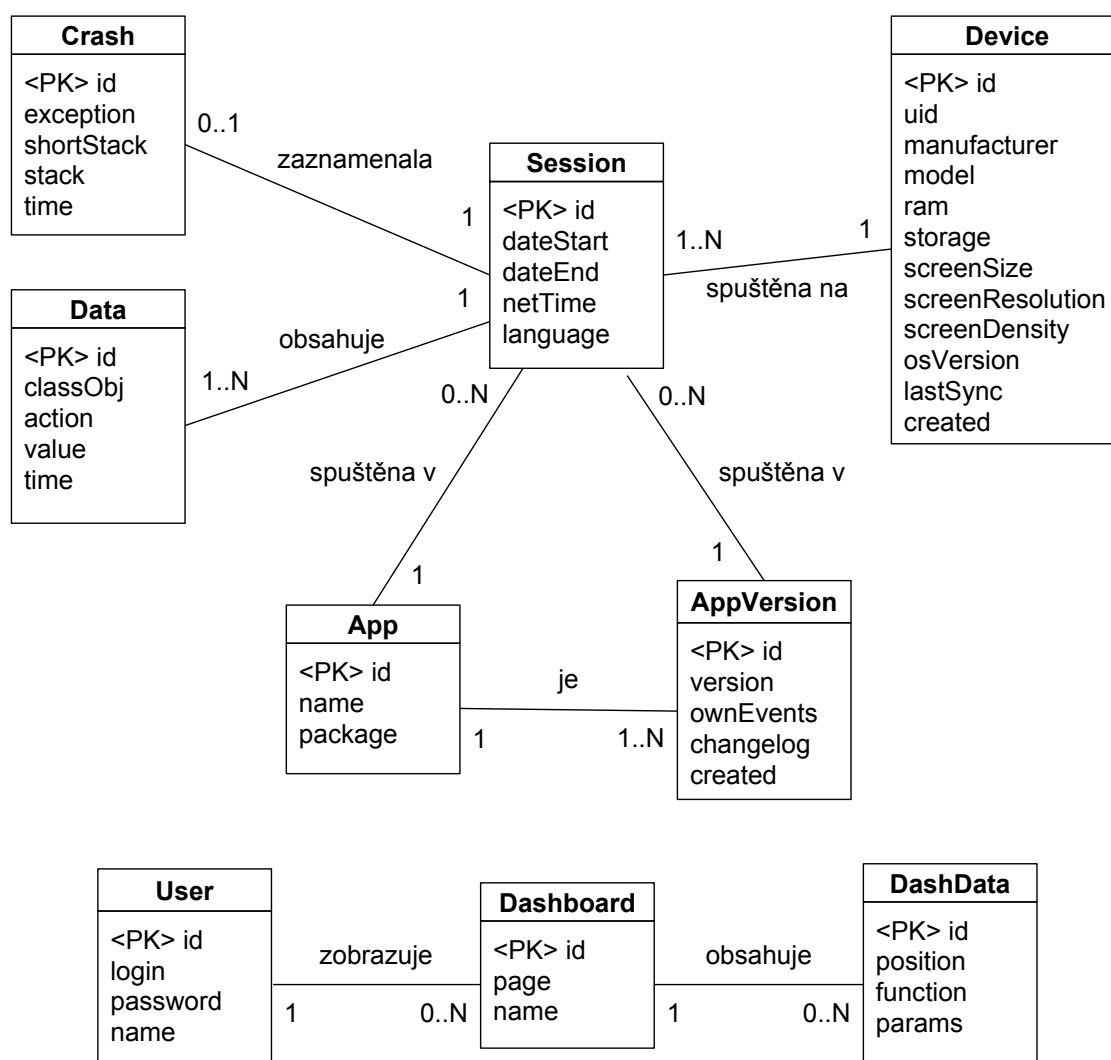 Crash
<PK> id
exception
shortStack
stack
time
0..1
zaznamenala
1
Session
<PK> id
dateStart
dateEnd
netTime
language
Device
<PK> id
uid
manufacturer
model
ram
storage
screenSize
screenResolution
screenDensity
osVersion
lastSync
created
1..N
1
spuštěna na
Data
<PK> id
classObj
action
value
time
1
obsahuje
1..N
0..N
spuštěna v
1
0..N
spuštěna v
1
App
<PK> id
name
package
je
1
1..N
AppVersion
<PK> id
version
ownEvents
changelog
created
User
<PK> id
login
password
name
zobrazuje
1
0..N
Dashboard
<PK> id
page
name
obsahuje
1
0..N
DashData
<PK> id
position
function
params